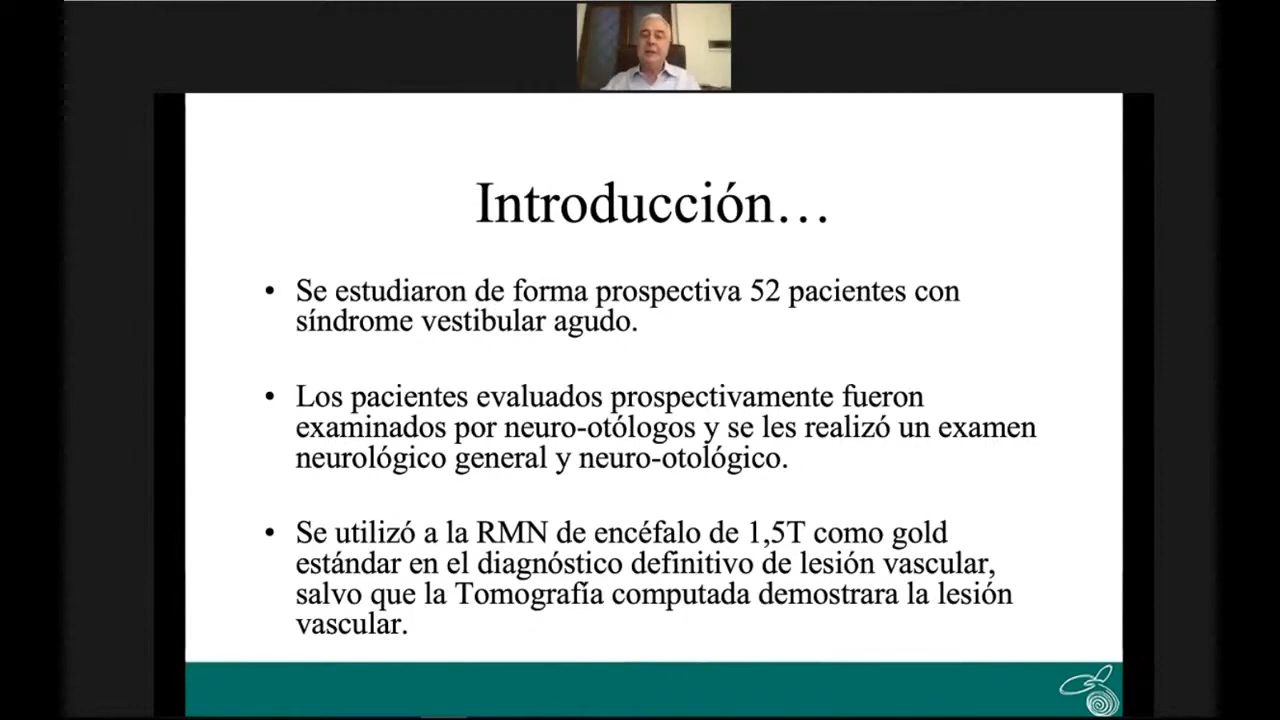 Introducción…
• Se estudiaron de forma prospectiva 52 pacientes con
síndrome vestibular agudo.
• Los pacientes evaluados prospectivamente fueron
examinados por neuro-otólogos y se les realizó un examen
neurológico general y neuro-otológico.
• Se utilizó a la RMN de encéfalo de 1,5T como gold
estándar en el diagnóstico definitivo de lesión vascular,
salvo que la Tomografía computada demostrara la lesión
vascular.